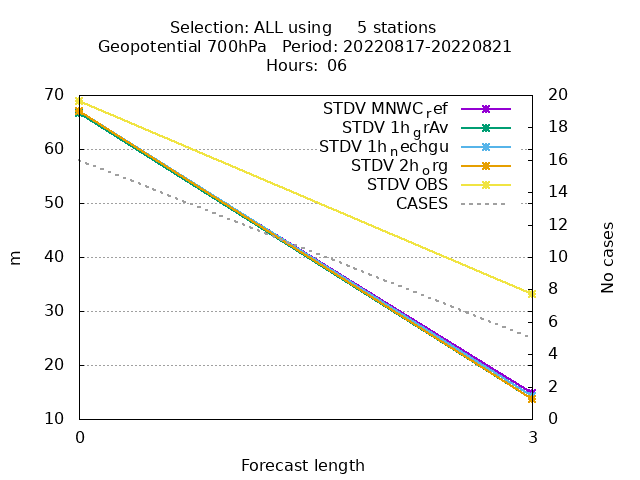 Selection: ALL using 5 stations
Geopotential 700hPa Period: 20220817-20220821
Hours: 06
70
60
50
40
30
20
10
m
STDV MNWC_ref
STDV 1h_grAv
STDV 1h_nechgu
STDV 2h_org
STDV OBS
CASES
20
18
16
14
12
10
8
6
4
2
0
No cases
0
3
Forecast length